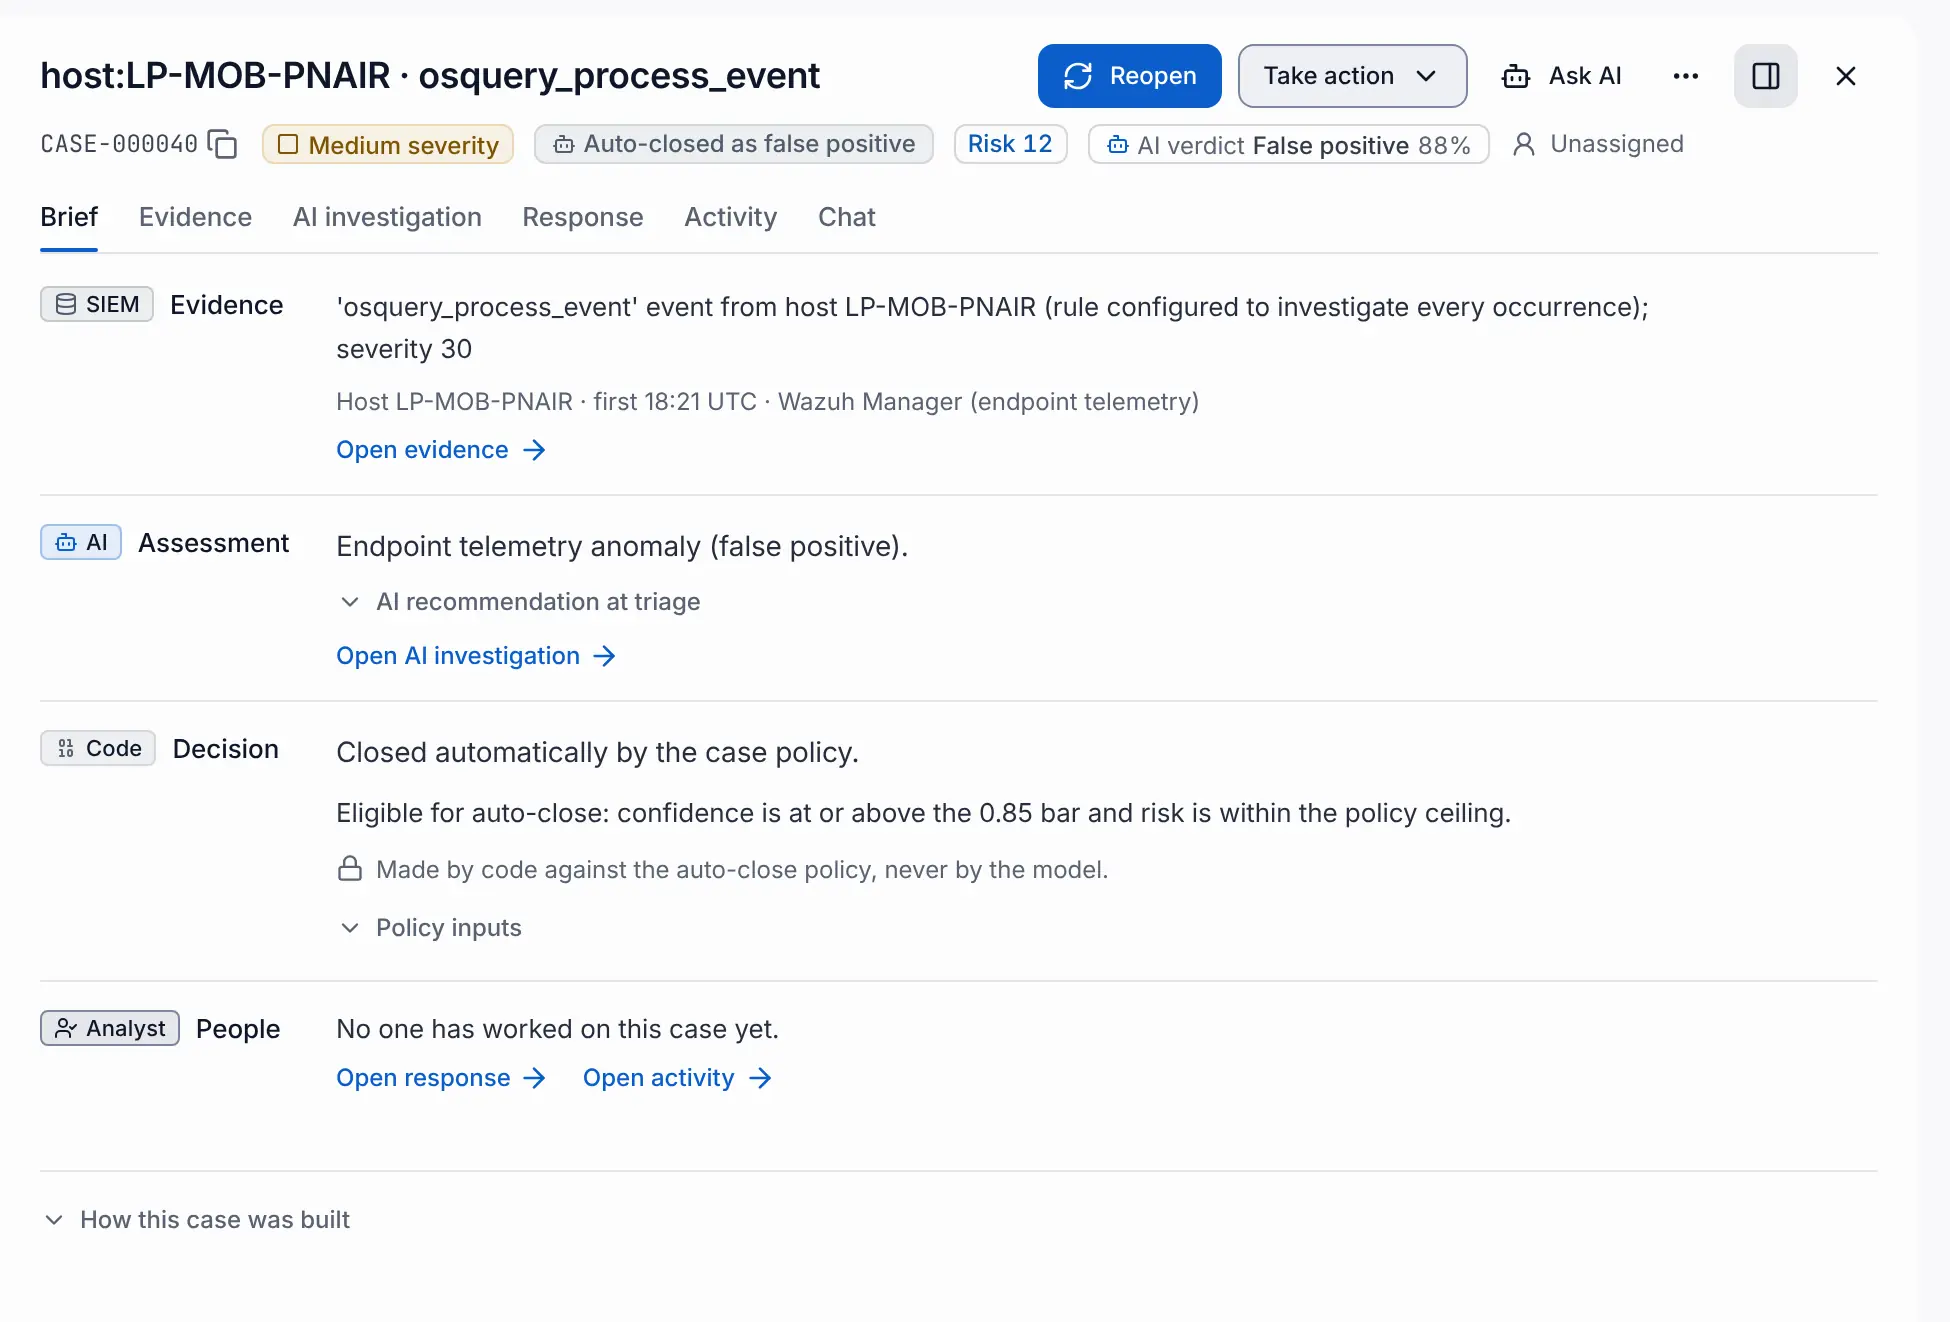 host:LP-MOB-PNAIR · osquery_process_event
Reopen
Take action
Ask AI
CASE-000040
Medium severity
Auto-closed as false positive
Risk 12
AI verdict False positive 88%
Unassigned
Brief
Evidence
AI investigation
Response
Activity
Chat
SIEM
Evidence
'osquery_process_event' event from host LP-MOB-PNAIR (rule configured to investigate every occurrence);
severity 30
Host LP-MOB-PNAIR · first 18:21 UTC · Wazuh Manager (endpoint telemetry)
Open evidence
AI
Assessment
Endpoint telemetry anomaly (false positive).
AI recommendation at triage
Open AI investigation
Code
Decision
Closed automatically by the case policy.
Eligible for auto-close: confidence is at or above the 0.85 bar and risk is within the policy ceiling.
Made by code against the auto-close policy, never by the model.
Policy inputs
Analyst
People
No one has worked on this case yet.
Open response
Open activity
How this case was built